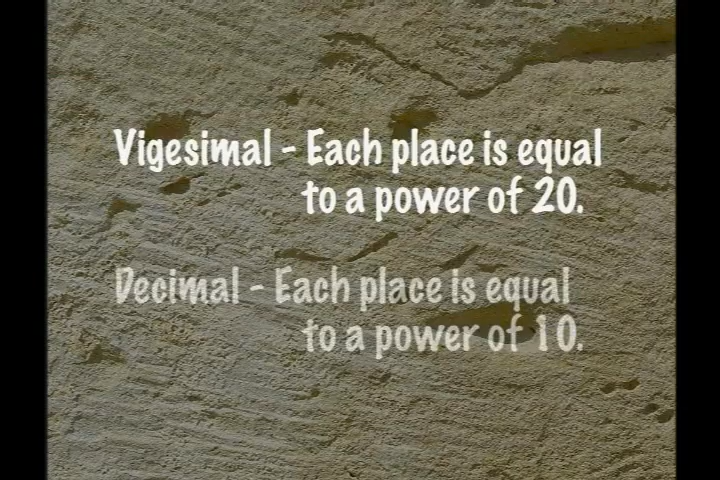 Vigesimal - Each place is equal
to a power of 20.
Decimal - Each place is equal
to a power of 10.